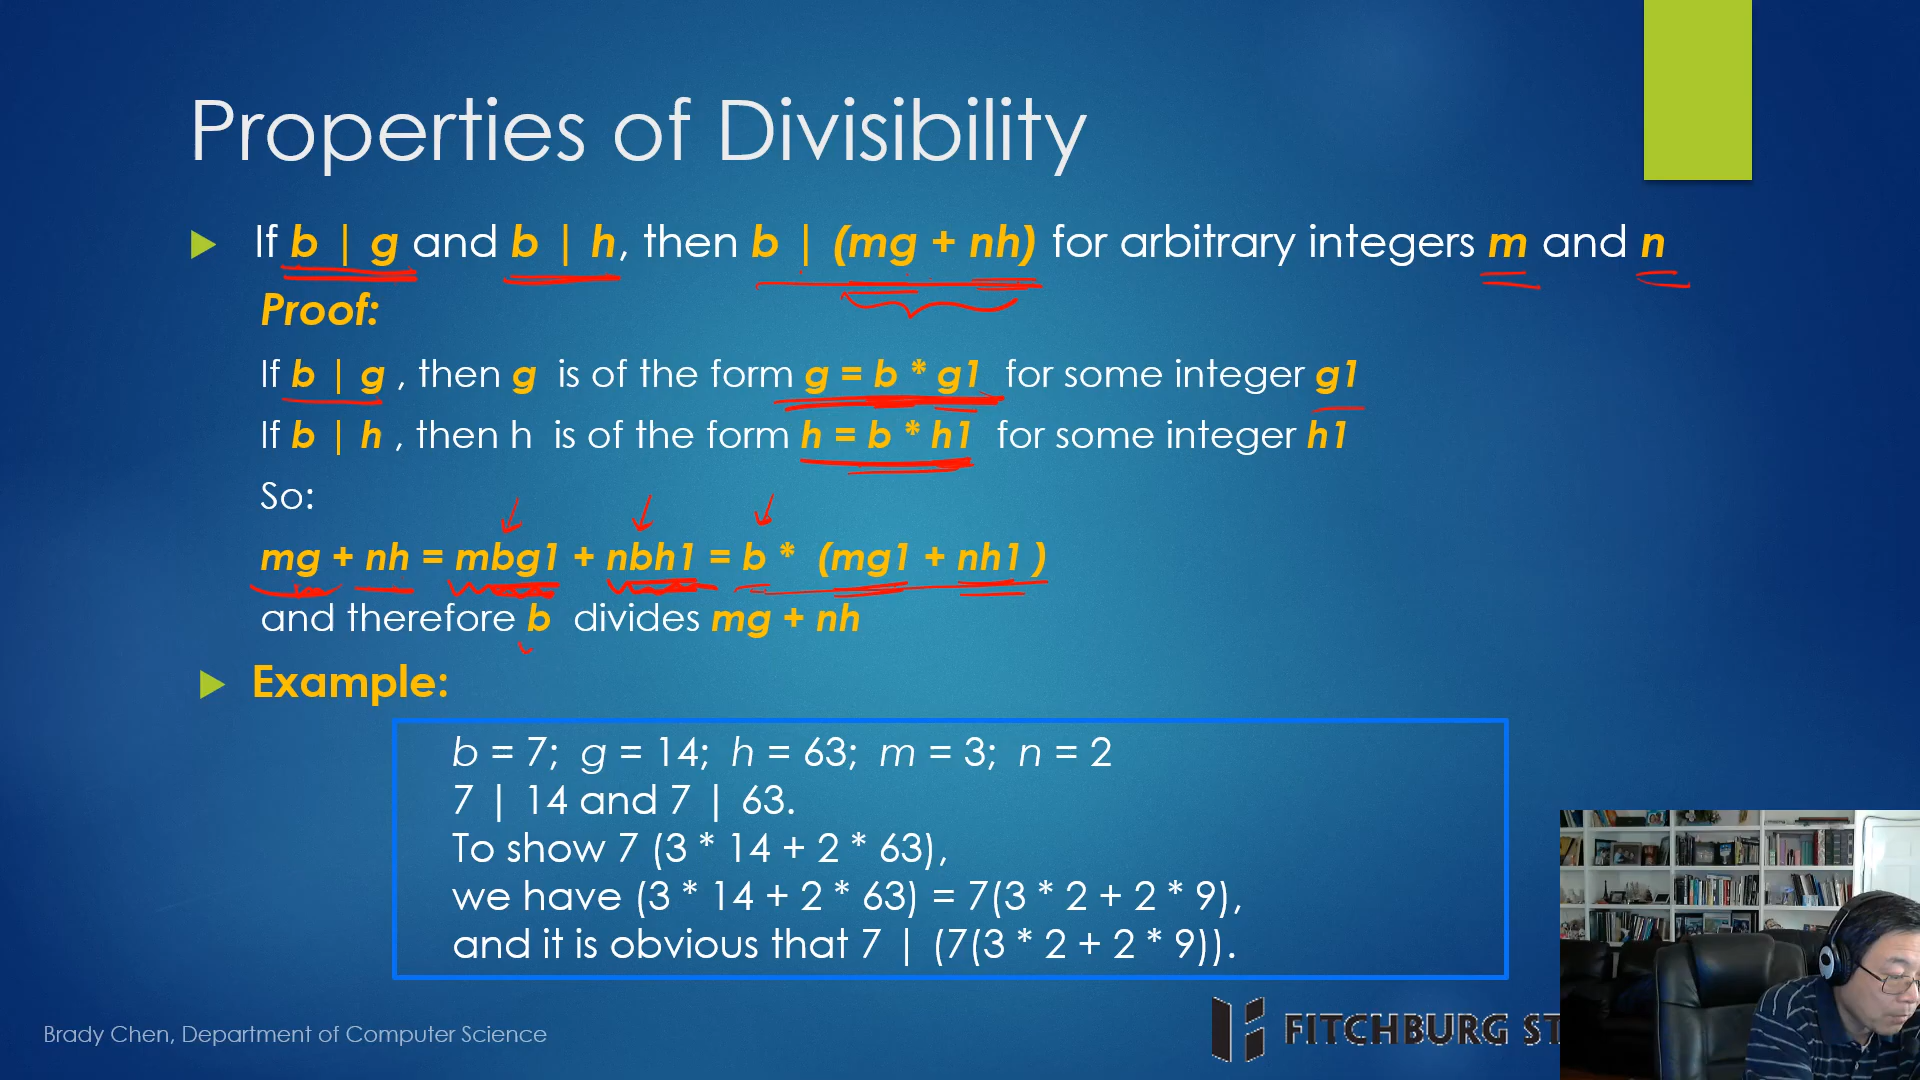 Properties of Divisibility
If b | g and b | h, then b | (mg + nh) for arbitrary integers m and n
Proof:
If b | g , then g is of the form g = b * g1 for some integer g1
If b | h , then h is of the form h = b * h1 for some integer h1
So:
mg + nh = mbg1 + nbh1 = b * (mg1 + nh1 )
and therefore b divides mg + nh
Example:
b = 7; g = 14; h = 63; m = 3; n = 2
7 | 14 and 7 | 63.
To show 7 (3 * 14 + 2 * 63),
we have (3 * 14 + 2 * 63) = 7(3 * 2 + 2 * 9),
and it is obvious that 7 | (7(3 * 2 + 2 * 9)).
Brady Chen, Department of Computer Science
FITCHBURG ST